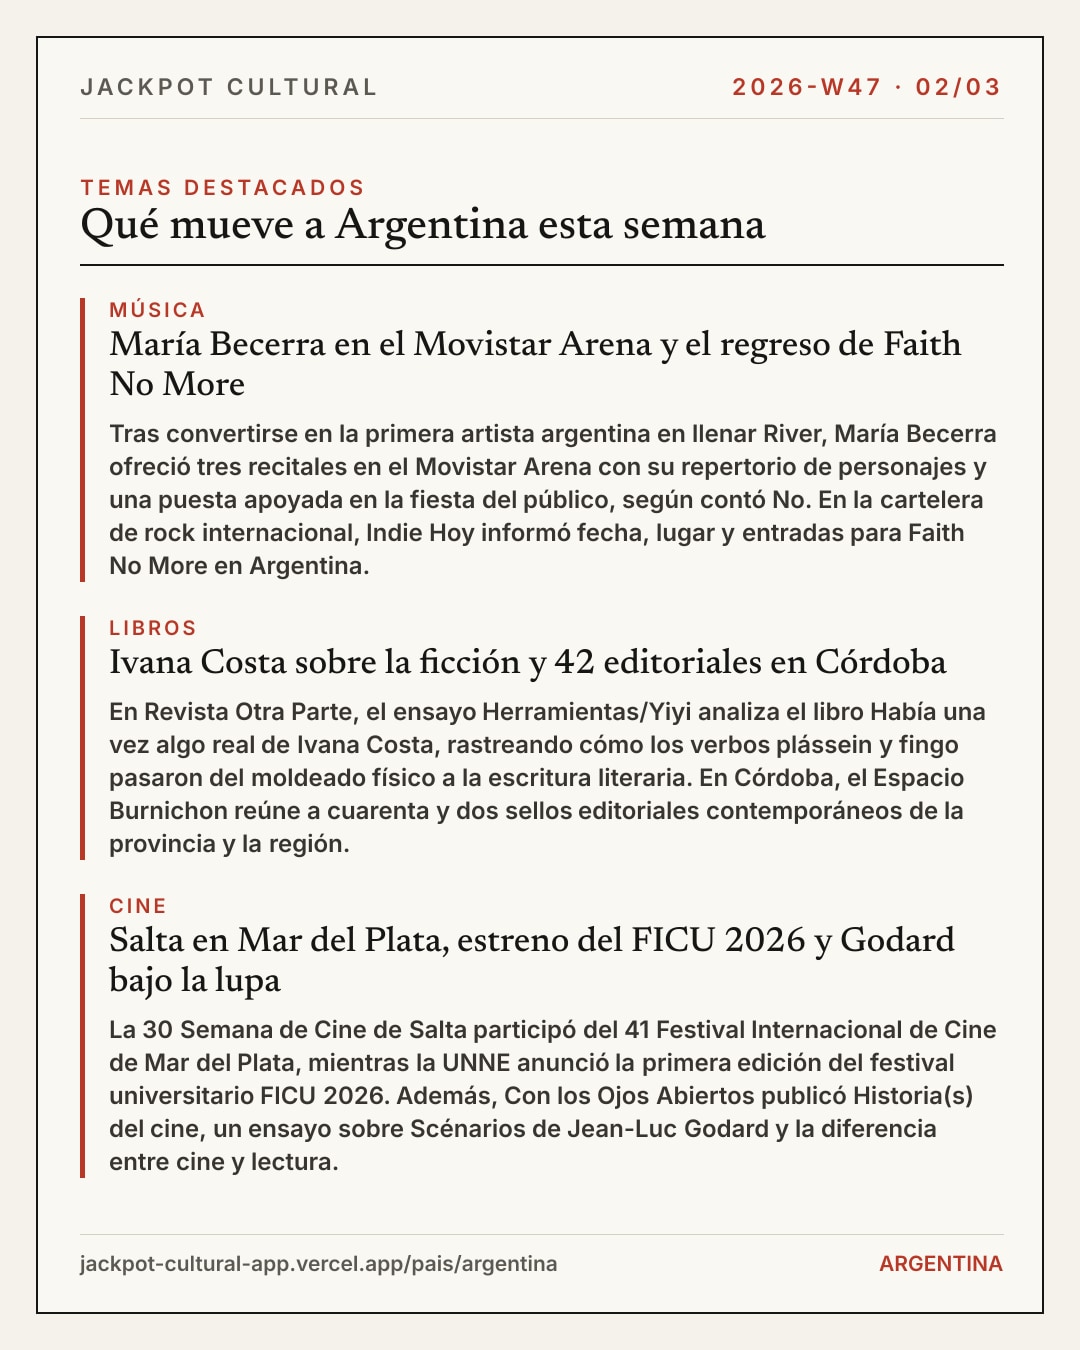 JACKPOT CULTURAL
2026-W47 · 02/03
TEMAS DESTACADOS
Qué mueve a Argentina esta semana
MÚSICA
María Becerra en el Movistar Arena y el regreso de Faith
No More
Tras convertirse en la primera artista argentina en llenar River, María Becerra
ofreció tres recitales en el Movistar Arena con su repertorio de personajes y
una puesta apoyada en la fiesta del público, según contó No. En la cartelera
de rock internacional, Indie Hoy informó fecha, lugar y entradas para Faith
No More en Argentina.
LIBROS
Ivana Costa sobre la ficción y 42 editoriales en Córdoba
En Revista Otra Parte, el ensayo Herramientas/Yiyi analiza el libro Había una
vez algo real de Ivana Costa, rastreando cómo los verbos plássein y fingo
pasaron del moldeado físico a la escritura literaria. En Córdoba, el Espacio
Burnichon reúne a cuarenta y dos sellos editoriales contemporáneos de la
provincia y la región.
CINE
Salta en Mar del Plata, estreno del FICU 2026 y Godard
bajo la lupa
La 30 Semana de Cine de Salta participó del 41 Festival Internacional de Cine
de Mar del Plata, mientras la UNNE anunció la primera edición del festival
universitario FICU 2026. Además, Con los Ojos Abiertos publicó Historia(s)
del cine, un ensayo sobre Scénarios de Jean-Luc Godard y la diferencia
entre cine y lectura.
jackpot-cultural-app.vercel.app/pais/argentina
ARGENTINA